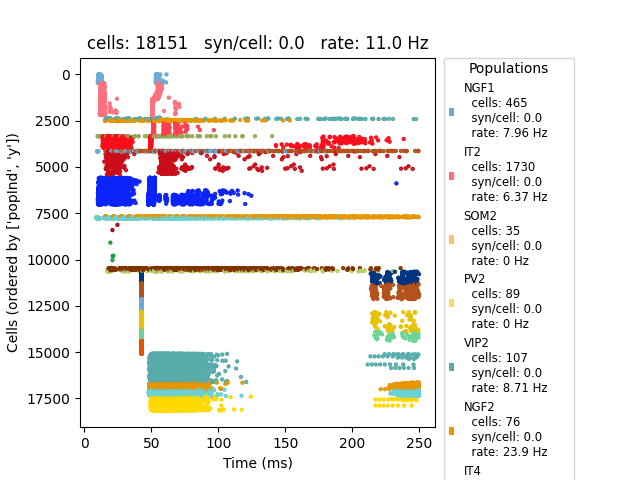 cells: 18151 syn/cell: 0.0 rate: 11.0 Hz
Cells (ordered by ['popInd', 'y'])
0
2500
5000
7500
10000
12500
15000
17500
0 50 100 150 200 250
Time (ms)
Populations
NGF1
cells: 465
syn/cell: 0.0
rate: 7.96 Hz
IT2
cells: 1730
syn/cell: 0.0
rate: 6.37 Hz
SOM2
cells: 35
syn/cell: 0.0
rate: 0 Hz
PV2
cells: 89
syn/cell: 0.0
rate: 0 Hz
VIP2
cells: 107
syn/cell: 0.0
rate: 8.71 Hz
NGF2
cells: 76
syn/cell: 0.0
rate: 23.9 Hz
IT4